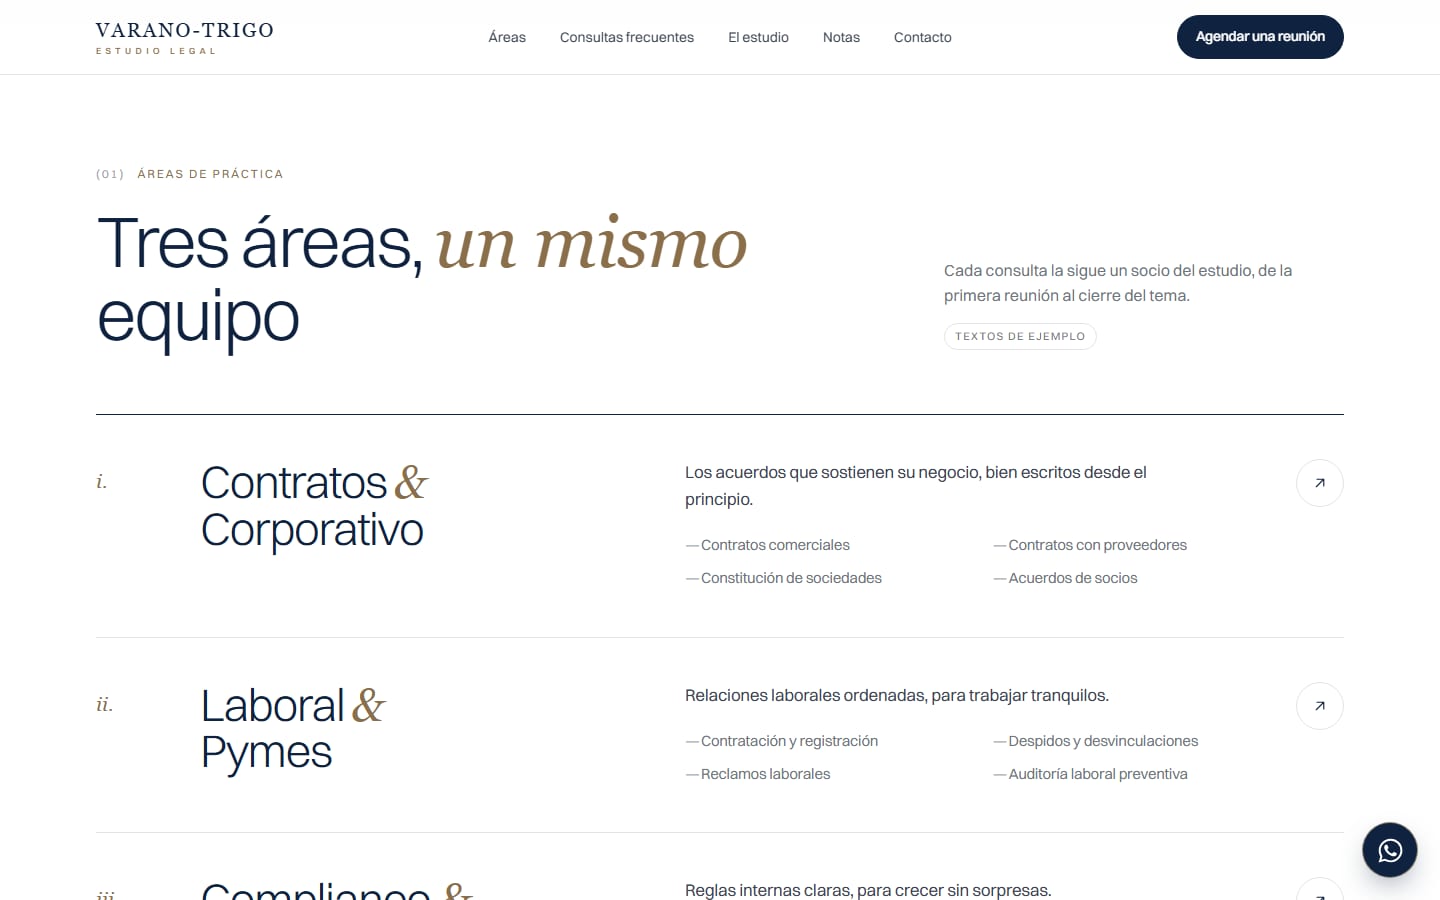 VARANO-TRIGO
ESTUDIO LEGAL
Áreas
Consultas frecuentes
El estudio
Notas
Contacto
Agendar una reunión
(01) ÁREAS DE PRÁCTICA
Tres áreas, un mismo
equipo
Cada consulta la sigue un socio del estudio, de la
primera reunión al cierre del tema.
TEXTOS DE EJEMPLO
i.
Contratos &
Corporativo
Los acuerdos que sostienen su negocio, bien escritos desde el
principio.
— Contratos comerciales
— Contratos con proveedores
— Constitución de sociedades
— Acuerdos de socios
ii.
Laboral &
Pymes
Relaciones laborales ordenadas, para trabajar tranquilos.
— Contratación y registración
— Despidos y desvinculaciones
— Reclamos laborales
— Auditoría laboral preventiva
iii.
Compliance &
Reglas internas claras, para crecer sin sorpresas.